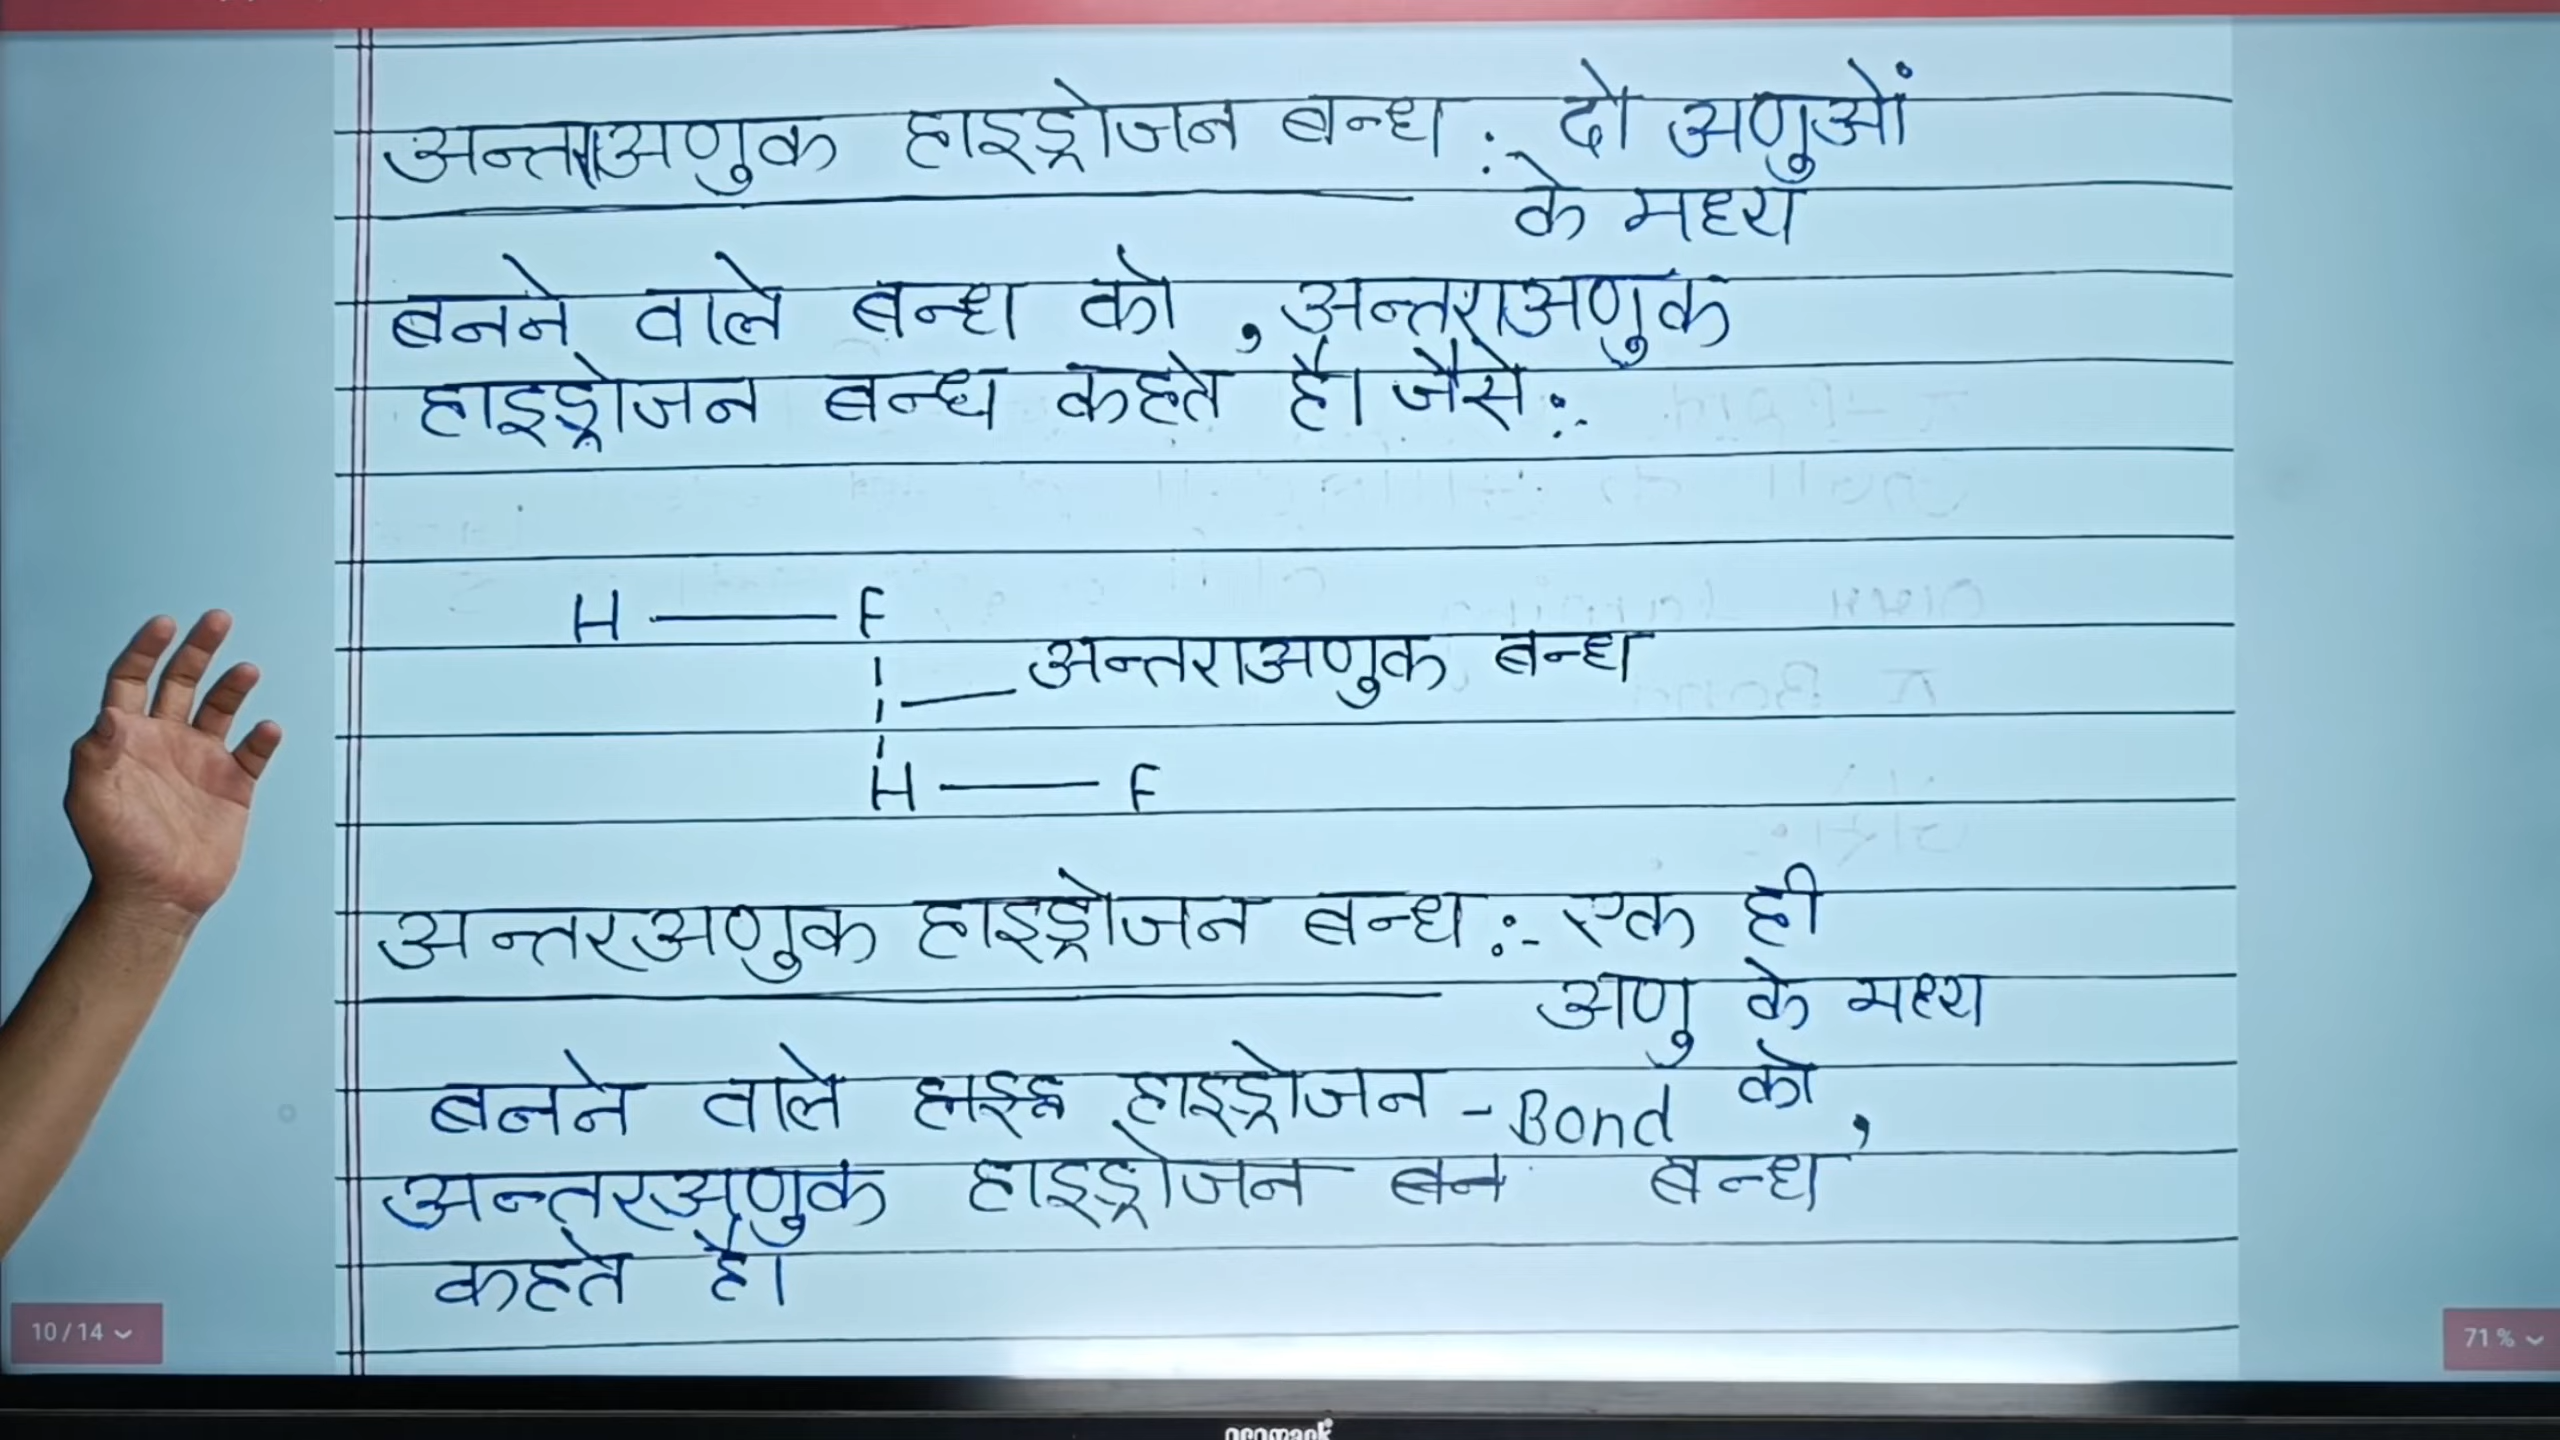 अन्तराअणुक हाइड्रोजन बन्ध :- दो अणुओं
के मध्य
बनने वाले बन्ध को , अन्तराअणुक
हाइड्रोजन बन्ध कहते है। जैसे:-
H — F
अन्तराअणुक बन्ध
H — F
अन्तरअणुक हाइड्रोजन बन्ध :- एक ही
अणु के मध्य
बनने वाले हाइड्र हाइड्रोजन - Bond को ,
अन्तरअणुक हाइड्रोजन बन बन्ध
कहते है।
10 / 14
71 %